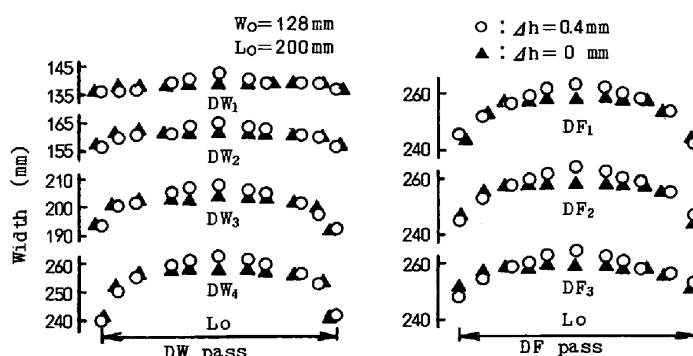 Wo=128mm
Lo=200mm
○ : Δh=0.4mm
▲ : Δh=0 mm
Width (mm)
145
135
DW1
165
155
DW2
210
200
190
DW3
260
250
240
DW4
Lo
DW pass
260
240
DF1
260
240
DF2
260
240
DF3
Lo
DF pass